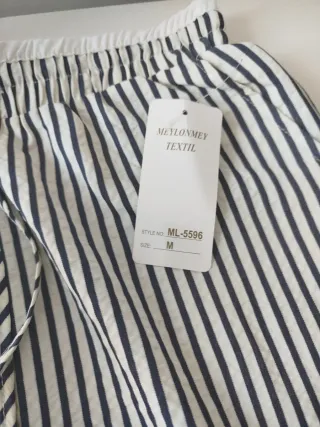 MEYLONMEY
TEXTIL
STYLE NO ML-5596
SIZE M